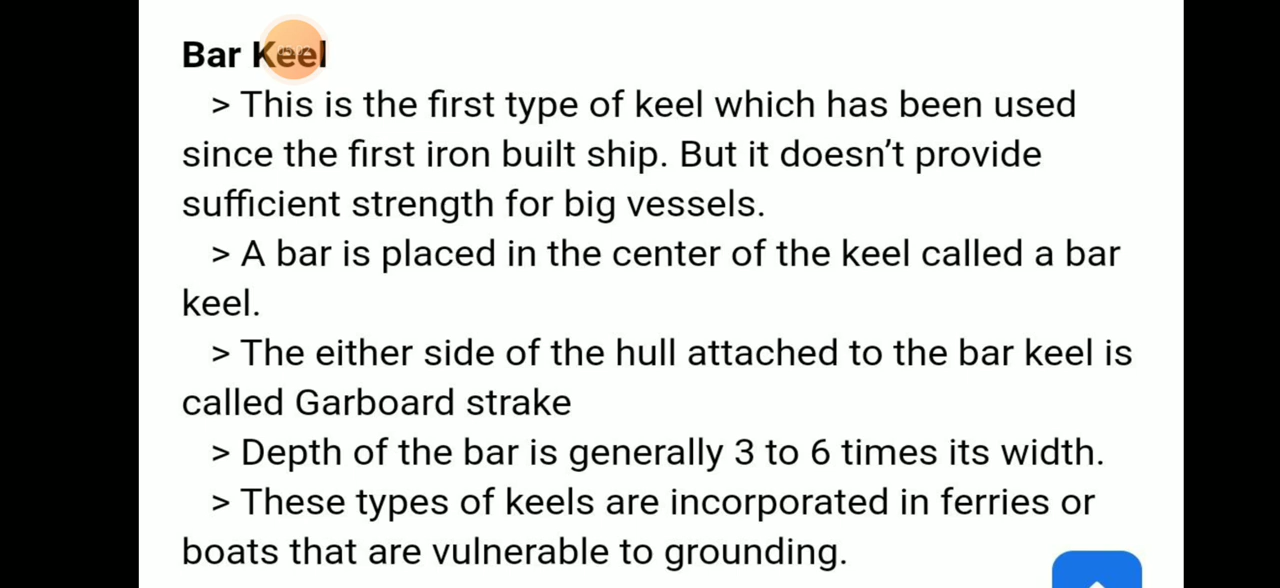 Bar Keel
> This is the first type of keel which has been used
since the first iron built ship. But it doesn’t provide
sufficient strength for big vessels.
> A bar is placed in the center of the keel called a bar
keel.
> The either side of the hull attached to the bar keel is
called Garboard strake
> Depth of the bar is generally 3 to 6 times its width.
> These types of keels are incorporated in ferries or
boats that are vulnerable to grounding.